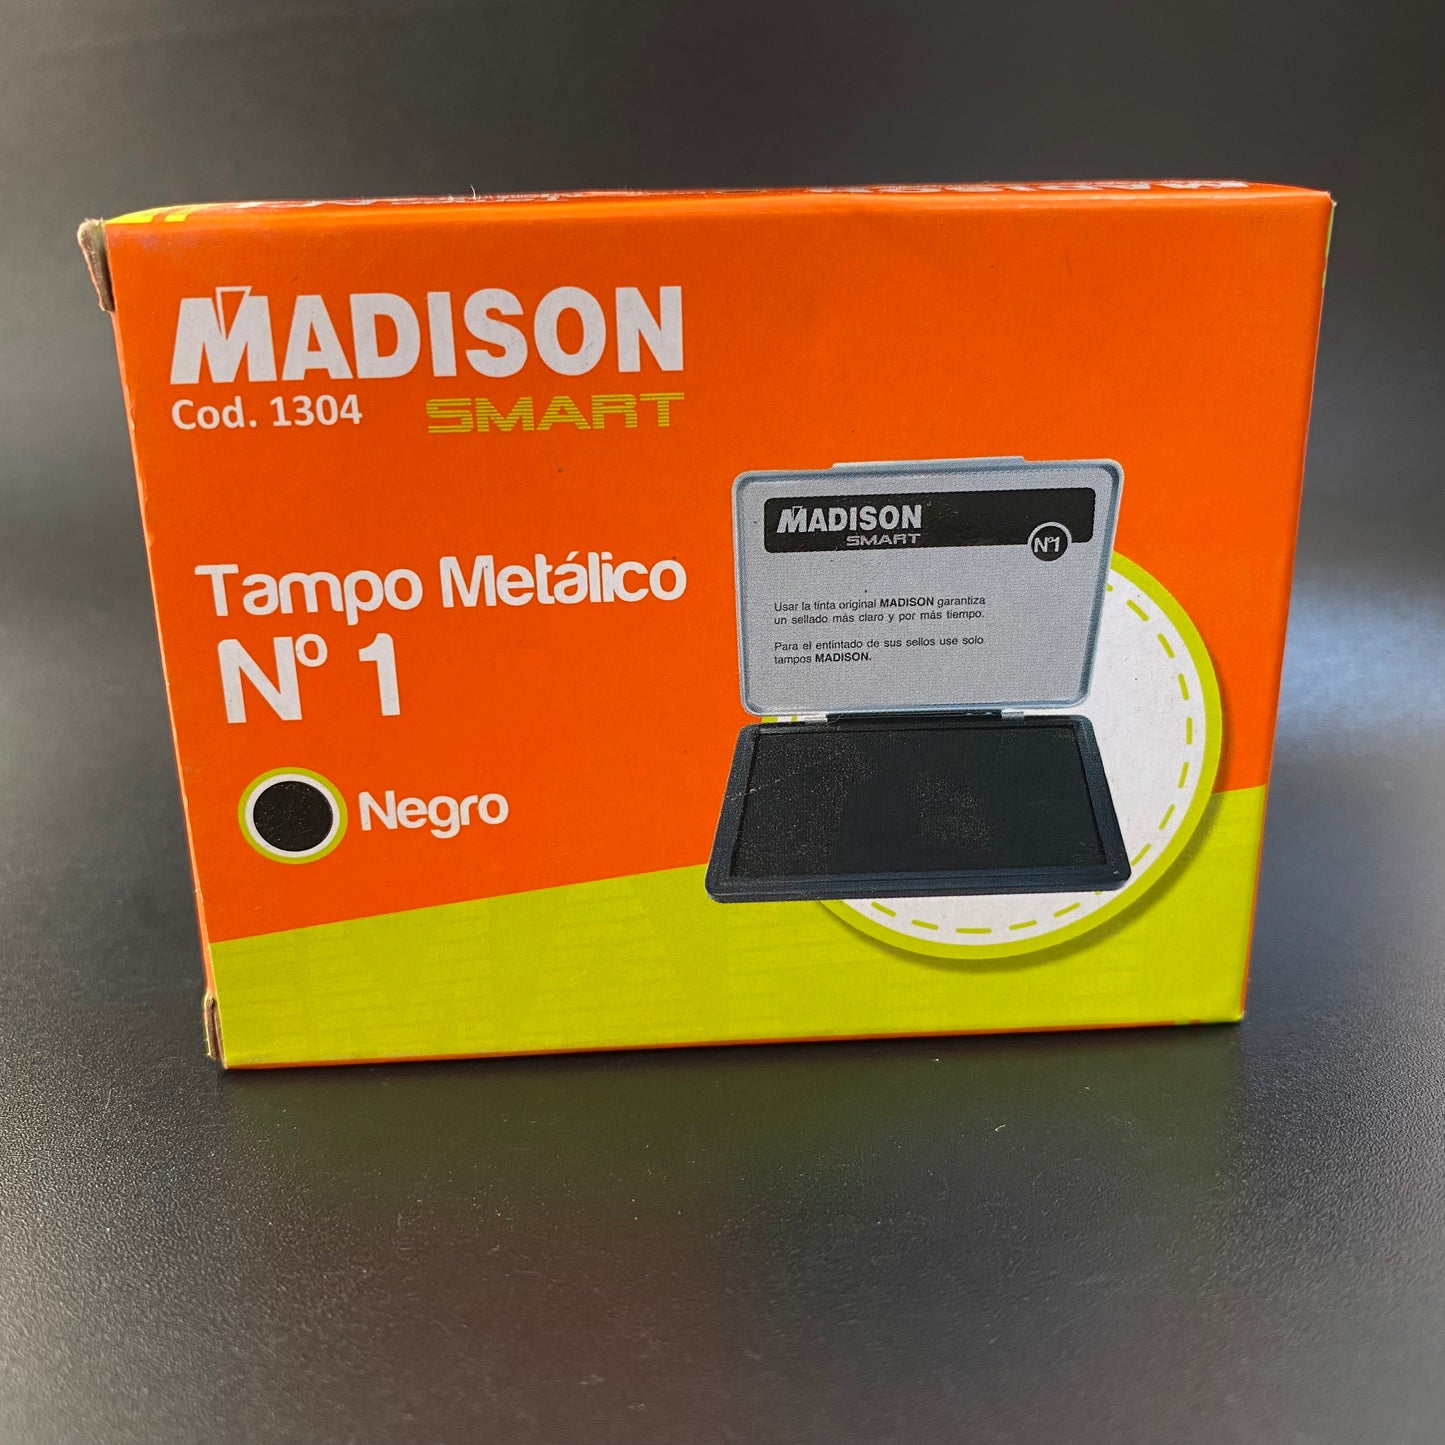 MADISON
Cod. 1304 SMART
Tampo Metálico
Nº 1
Negro
MADISON
SMART
Nº1
Usar la tinta original MADISON garantiza
un sellado más claro y por más tiempo.
Para el entintado de sus sellos use solo
tampos MADISON.